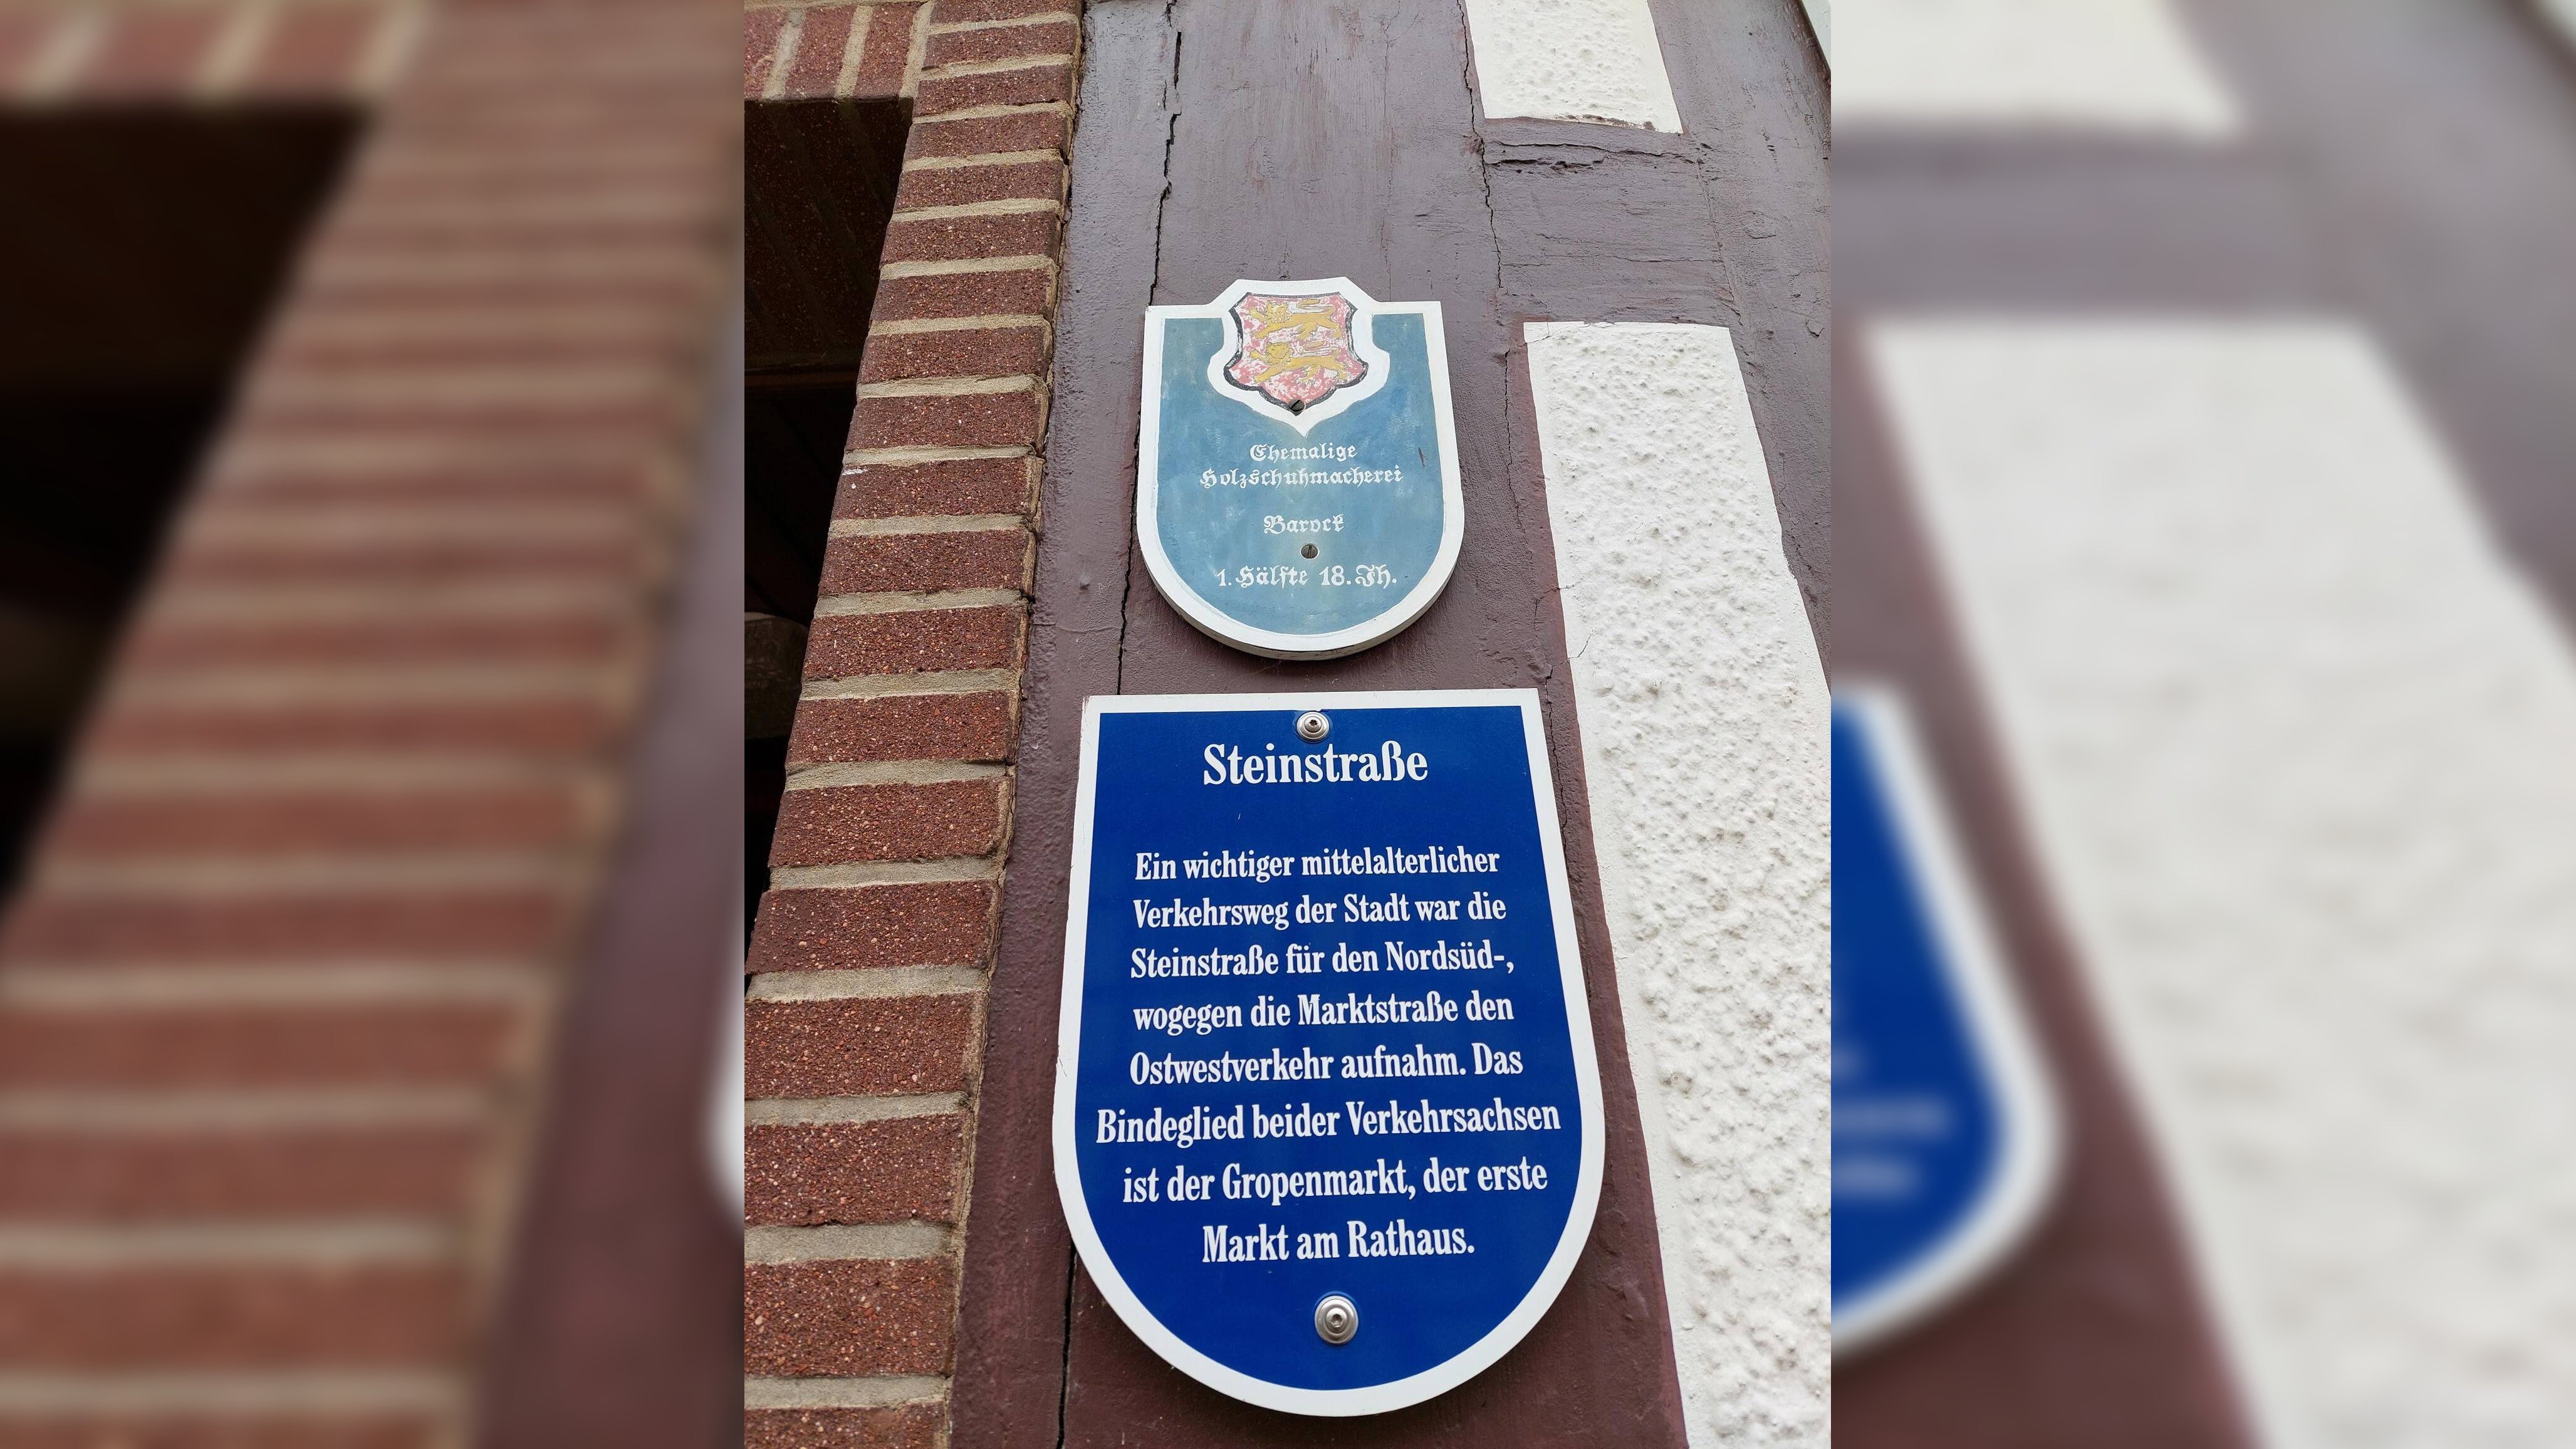 Ehemalige
Holzschuhmacherei
Barock
1. Hälfte 18. Jh.
Steinstraße
Ein wichtiger mittelalterlicher
Verkehrsweg der Stadt war die
Steinstraße für den Nordsüd-,
wogegen die Marktstraße den
Ostwestverkehr aufnahm. Das
Bindeglied beider Verkehrsachsen
ist der Gropenmarkt, der erste
Markt am Rathaus.